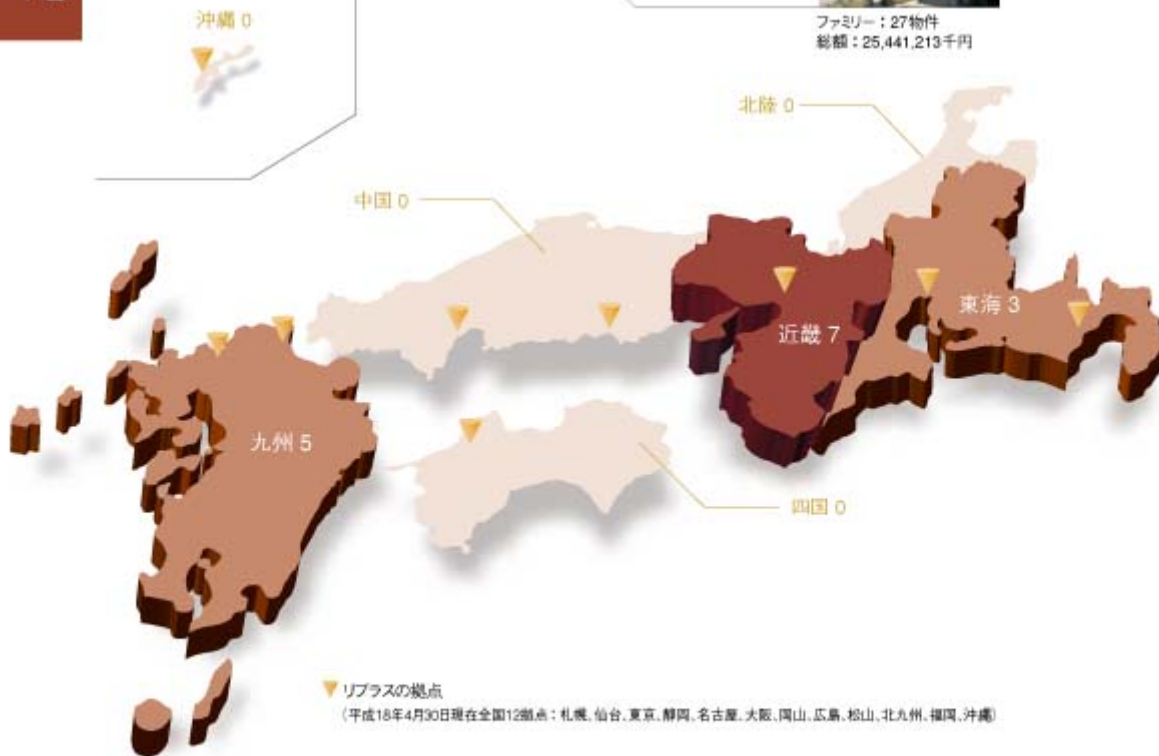 沖縄 0
ファミリー：27物件
総額：25,441,213千円
北陸 0
中国 0
東海 3
近畿 7
九州 5
四国 0
リプラスの拠点
（平成18年4月30日現在全国12拠点：札幌、仙台、東京、静岡、名古屋、大阪、岡山、広島、松山、北九州、福岡、沖縄）